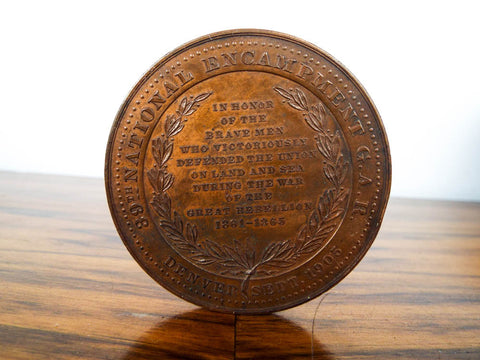 39TH NATIONAL ENCAMPMENT G.A.R.
IN HONOR
OF THE
BRAVE MEN
WHO VICTORIOUSLY
DEFENDED THE UNION
ON LAND AND SEA
DURING THE WAR
OF THE
GREAT REBELLION
1861-1865
DENVER SEPT. 1905